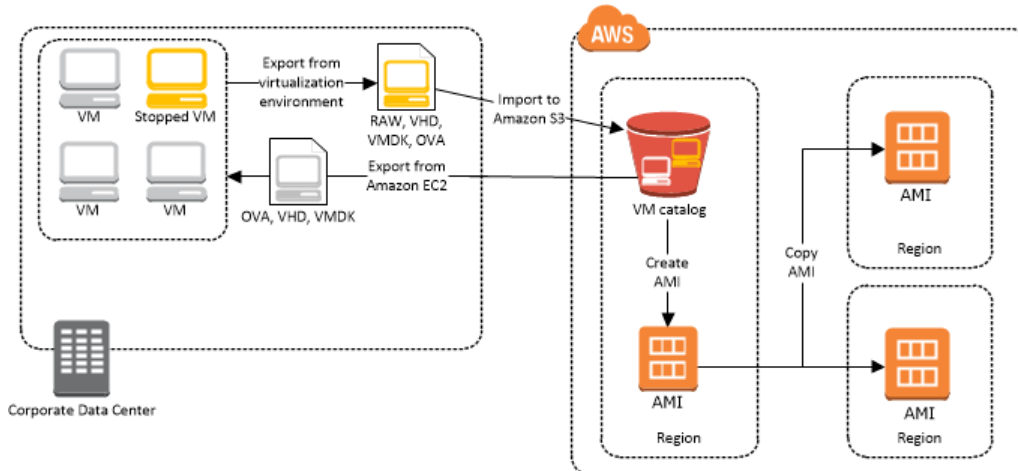 AWS
VM
Stopped VM
VM
VM
Export from
virtualization
environment
RAW, VHD,
VMDK, OVA
Import to
Amazon S3
Export from
Amazon EC2
OVA, VHD, VMDK
VM catalog
Create
AMI
AMI
Region
Copy
AMI
AMI
Region
AMI
Region
Corporate Data Center